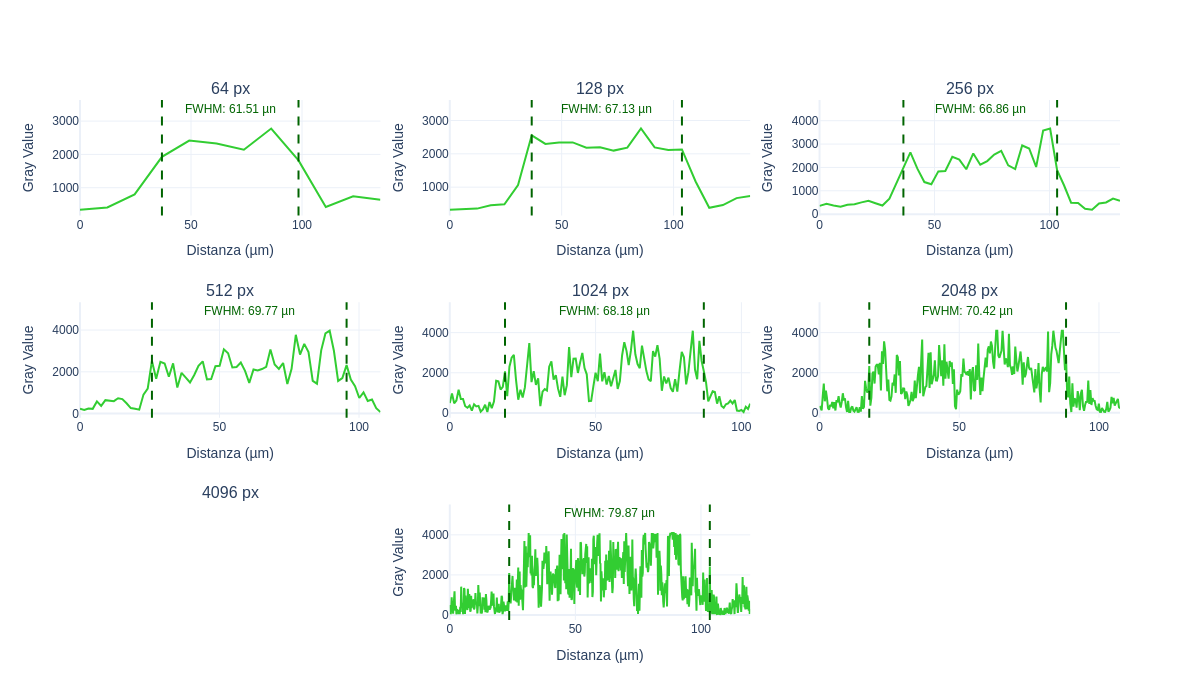 64 px
FWHM: 61.51 µn
Gray Value
3000
2000
1000
0
50
100
Distanza (µm)
128 px
FWHM: 67.13 µn
Gray Value
3000
2000
1000
0
50
100
Distanza (µm)
256 px
FWHM: 66.86 µn
Gray Value
4000
3000
2000
1000
0
0
50
100
Distanza (µm)
512 px
FWHM: 69.77 µn
Gray Value
4000
2000
0
0
50
100
Distanza (µm)
1024 px
FWHM: 68.18 µn
Gray Value
4000
2000
0
0
50
100
Distanza (µm)
2048 px
FWHM: 70.42 µn
Gray Value
4000
2000
0
0
50
100
Distanza (µm)
4096 px
FWHM: 79.87 µn
Gray Value
4000
2000
0
0
50
100
Distanza (µm)